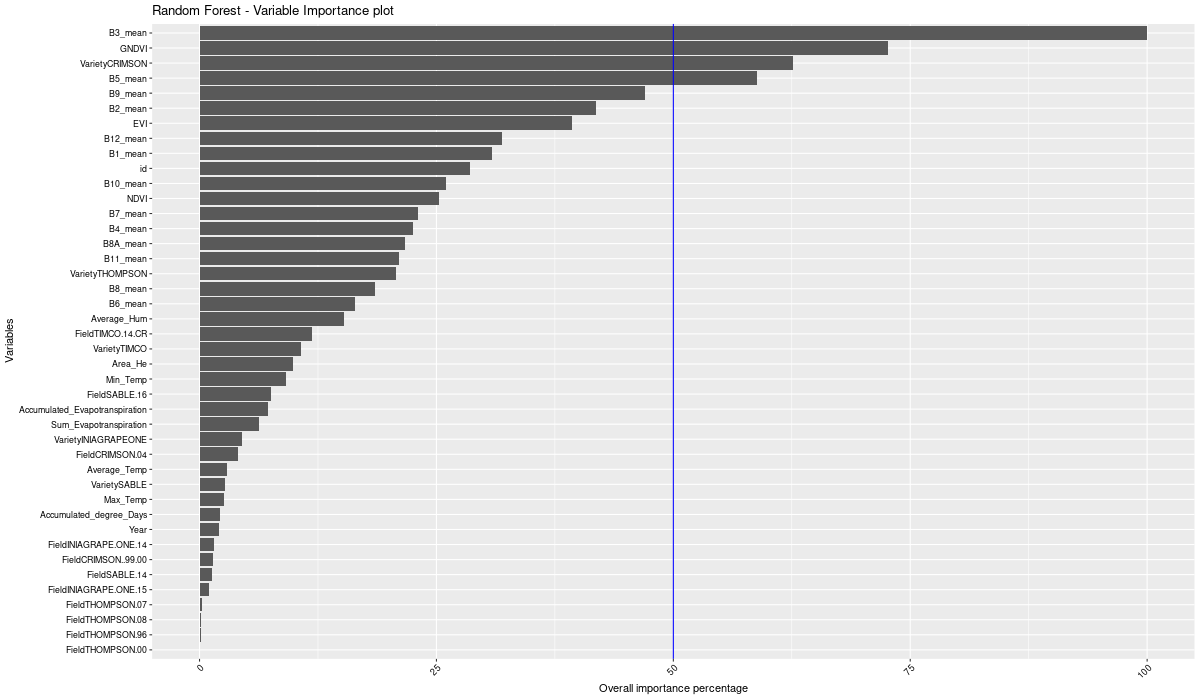 Random Forest - Variable Importance plot
B3_mean
GNDVI
VarietyCRIMSON
B5_mean
B9_mean
B2_mean
EVI
B12_mean
B1_mean
id
B10_mean
NDVI
B7_mean
B4_mean
B8A_mean
B11_mean
VarietyTHOMPSON
B8_mean
B6_mean
Average_Hum
FieldTIMCO.14.CR
VarietyTIMCO
Area_He
Min_Temp
FieldSABLE.16
Accumulated_Evapotranspiration
Sum_Evapotranspiration
VarietyINIAGRAPEONE
FieldCRIMSON.04
Average_Temp
VarietySABLE
Max_Temp
Accumulated_degree_Days
Year
FieldINIAGRAPE.ONE.14
FieldCRIMSON..99.00
FieldSABLE.14
FieldINIAGRAPE.ONE.15
FieldTHOMPSON.07
FieldTHOMPSON.08
FieldTHOMPSON.96
FieldTHOMPSON.00
Variables
0
25
50
75
100
Overall importance percentage